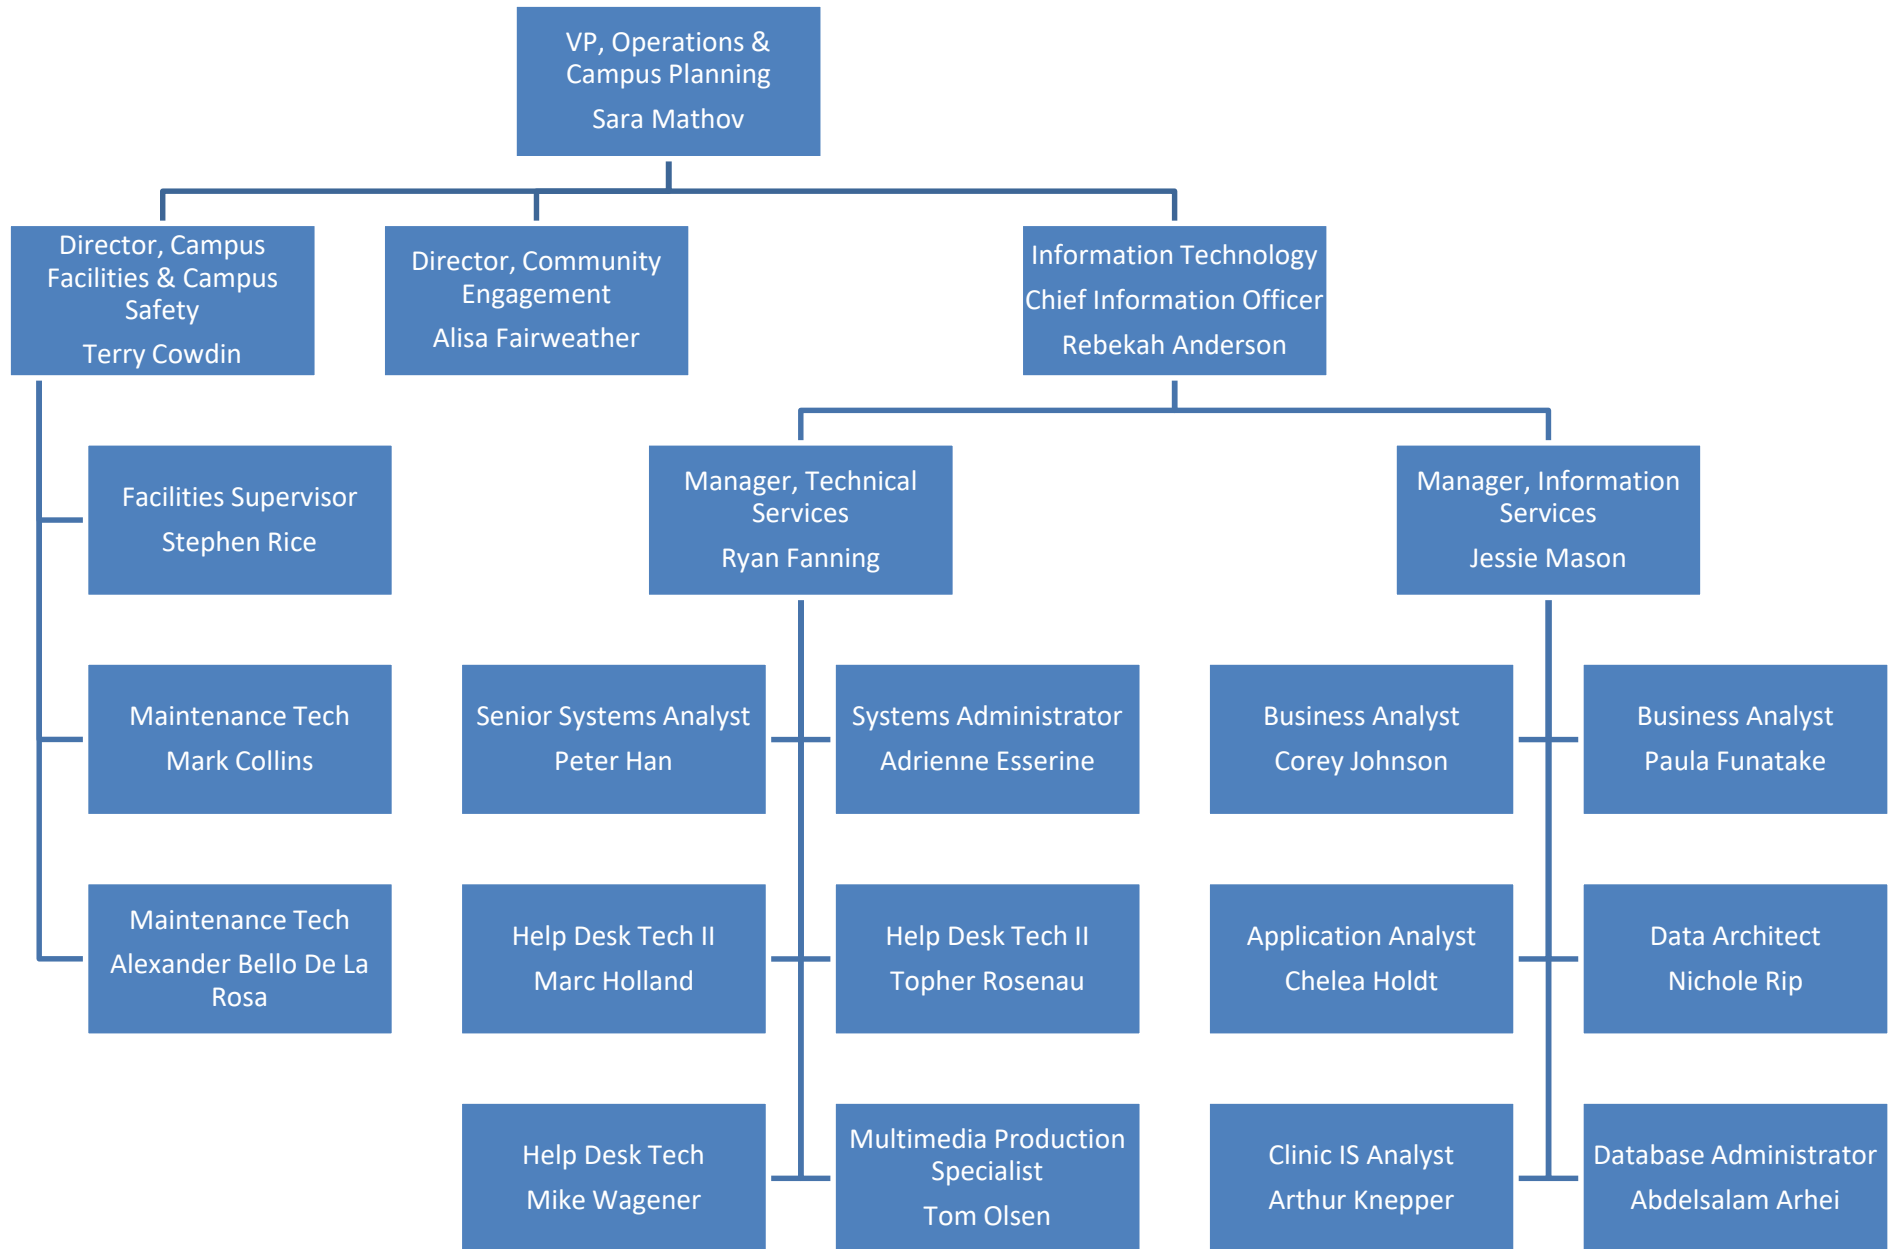 VP, Operations &
Campus Planning
Sara Mathov
Director, Campus
Facilities & Campus
Safety
Terry Cowdin
Director, Community
Engagement
Alisa Fairweather
Information Technology
Chief Information Officer
Rebekah Anderson
Facilities Supervisor
Stephen Rice
Manager, Technical
Services
Ryan Fanning
Manager, Information
Services
Jessie Mason
Maintenance Tech
Mark Collins
Senior Systems Analyst
Peter Han
Systems Administrator
Adrienne Esserine
Business Analyst
Corey Johnson
Business Analyst
Paula Funatake
Maintenance Tech
Alexander Bello De La
Rosa
Help Desk Tech II
Marc Holland
Help Desk Tech II
Topher Rosenau
Application Analyst
Chelea Holdt
Data Architect
Nichole Rip
Help Desk Tech
Mike Wagener
Multimedia Production
Specialist
Tom Olsen
Clinic IS Analyst
Arthur Knepper
Database Administrator
Abdelsalam Arhei